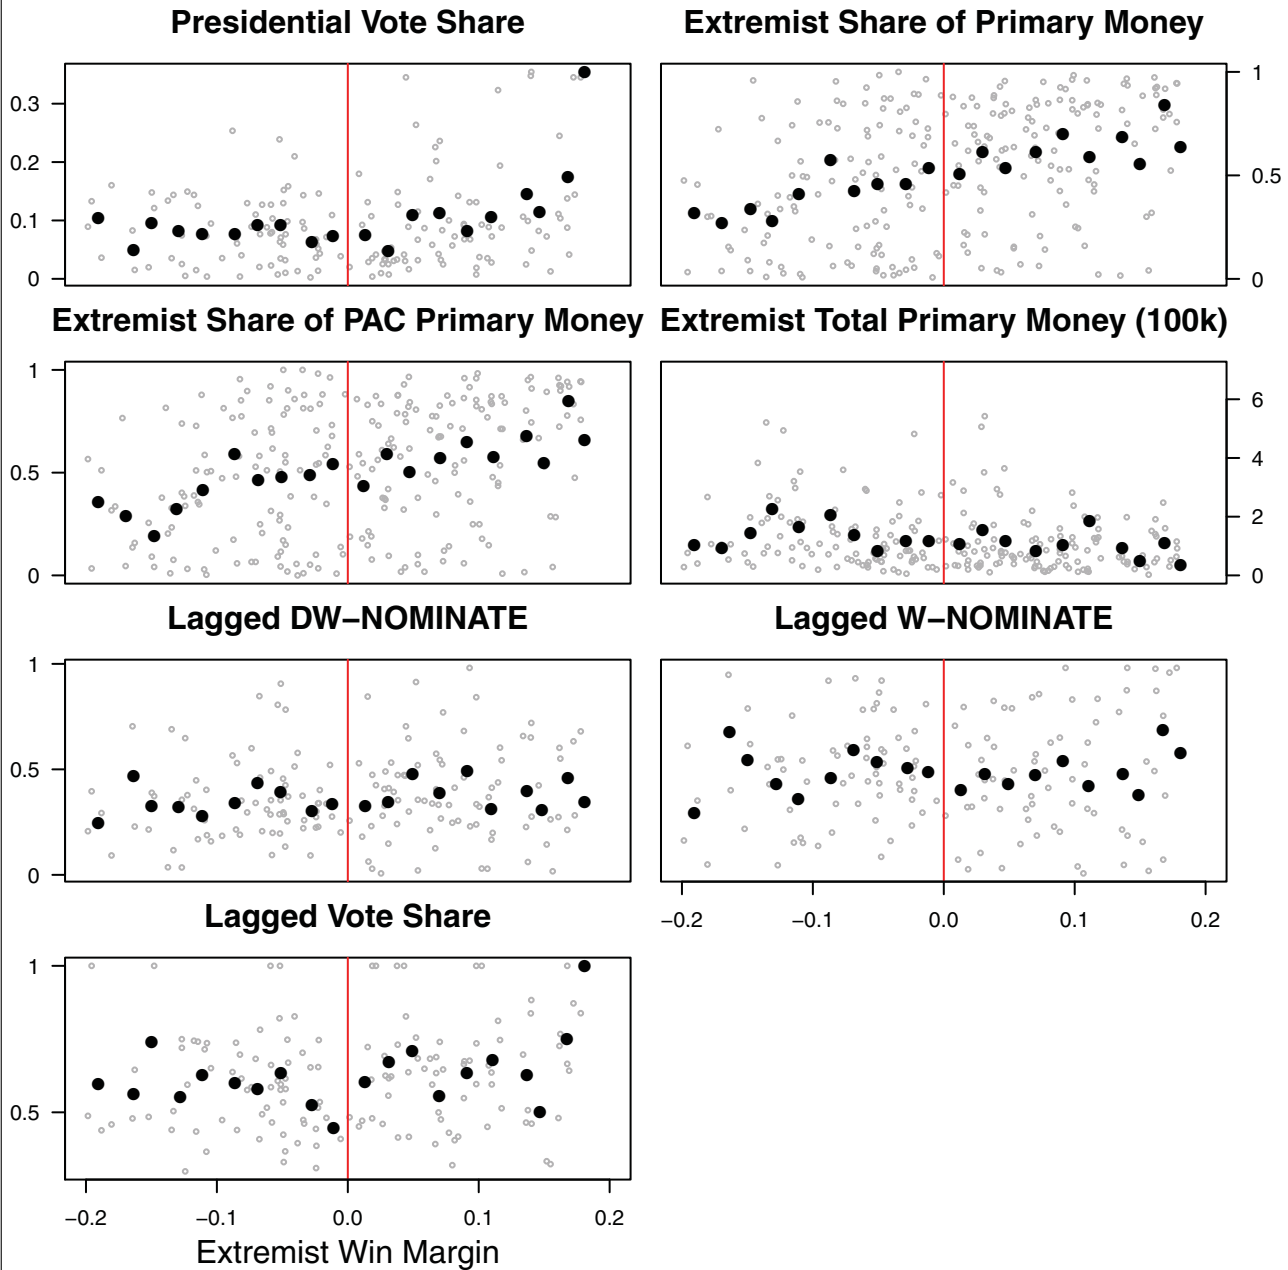 Presidential Vote Share
Extremist Share of Primary Money
0.3
0.2
0.1
0
1
0.5
0
Extremist Share of PAC Primary Money
Extremist Total Primary Money (100k)
1
0.5
0
6
4
2
0
Lagged DW−NOMINATE
Lagged W−NOMINATE
1
0.5
0
−0.2 −0.1 0.0 0.1 0.2
Lagged Vote Share
1
0.5
−0.2 −0.1 0.0 0.1 0.2
Extremist Win Margin